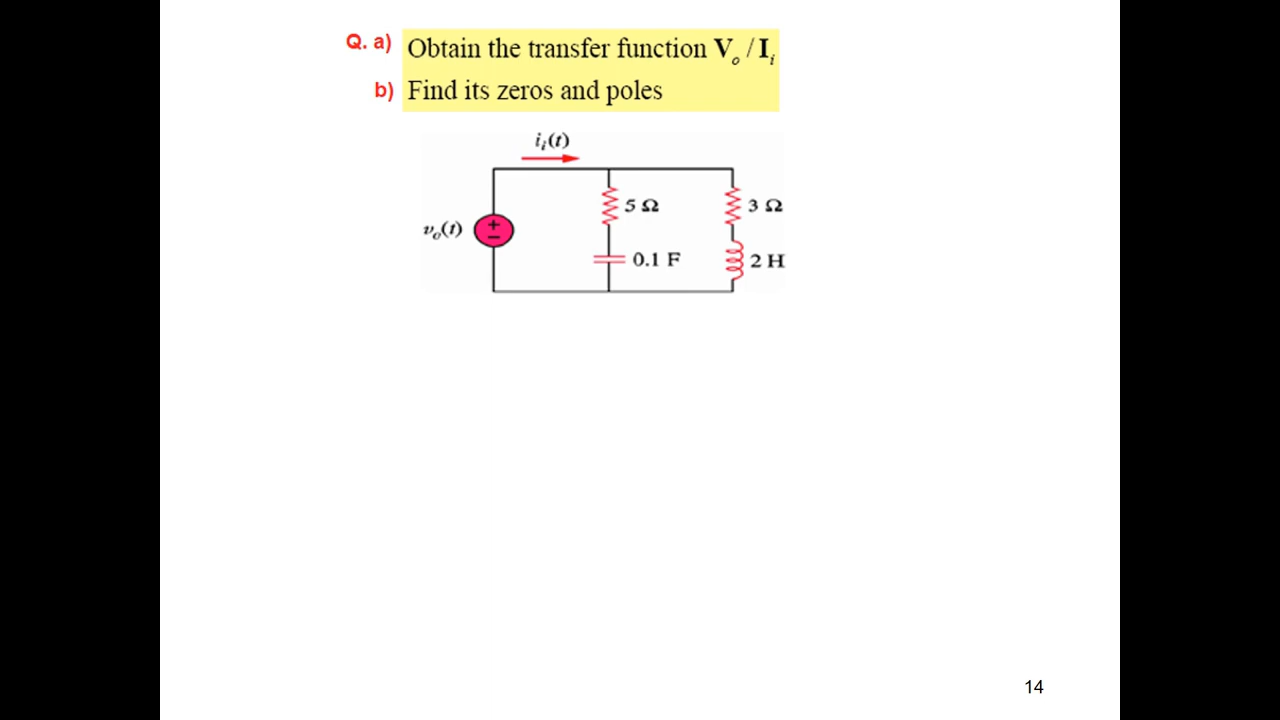 Q. a) Obtain the transfer function Vₒ / Iᵢ
b) Find its zeros and poles
iᵢ(t)
5 Ω
3 Ω
vₒ(t)
+
−
0.1 F
2 H
14